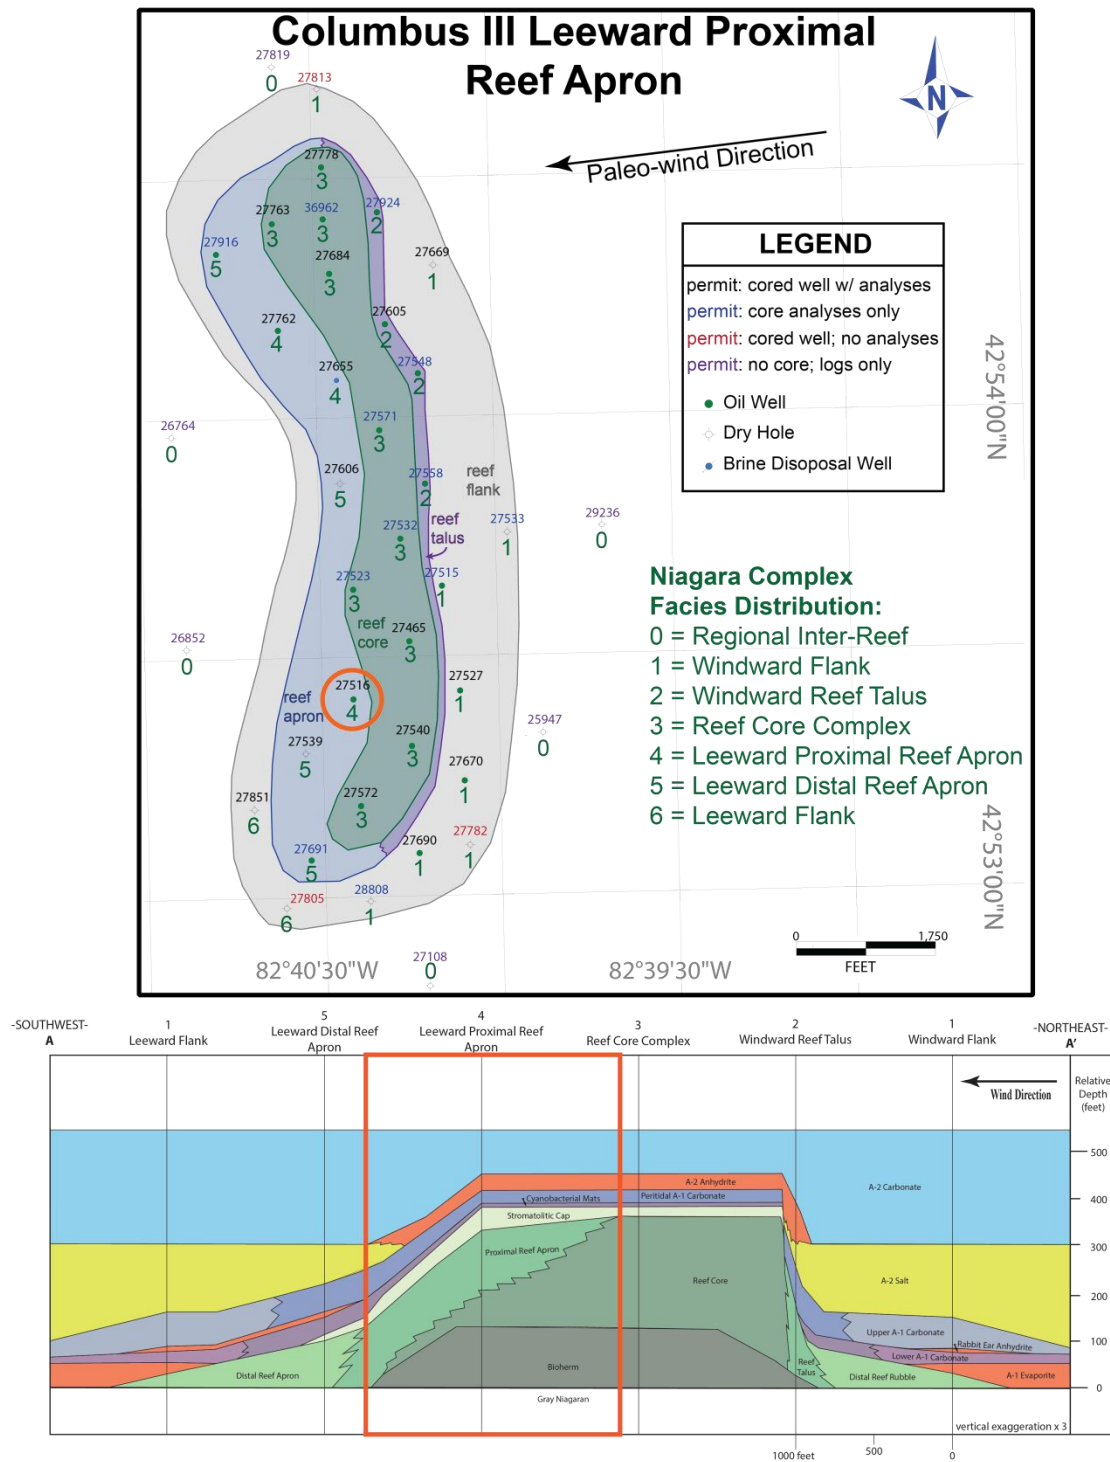 Columbus III Leeward Proximal
Reef Apron
N
Paleo-wind Direction
27819
0
27813
1
27778
3
27763
3
36962
3
27924
2
27916
5
27684
3
27669
1
27762
4
27605
2
27655
4
27548
2
26764
0
27571
3
27606
5
27558
2
reef
flank
27532
3
reef
talus
27533
1
29236
0
27523
3
27515
1
reef
core
27465
3
26852
0
27516
4
reef
apron
27527
1
25947
0
27539
5
27540
3
27670
1
27851
6
27572
3
27782
1
27691
5
27690
1
27805
6
28808
1
27108
0
LEGEND
permit: cored well w/ analyses
permit: core analyses only
permit: cored well; no analyses
permit: no core; logs only
Oil Well
Dry Hole
Brine Disoposal Well
42°54'00"N
Niagara Complex
Facies Distribution:
0 = Regional Inter-Reef
1 = Windward Flank
2 = Windward Reef Talus
3 = Reef Core Complex
4 = Leeward Proximal Reef Apron
5 = Leeward Distal Reef Apron
6 = Leeward Flank
42°53'00"N
0 1,750
FEET
82°40'30"W
82°39'30"W
-SOUTHWEST-
A
1
Leeward Flank
5
Leeward Distal Reef
Apron
4
Leeward Proximal Reef
Apron
3
Reef Core Complex
2
Windward Reef Talus
1
Windward Flank
-NORTHEAST-
A'
Wind Direction
Relative
Depth
(feet)
500
400
300
200
100
0
A-2 Carbonate
A-2 Anhydrite
Cyanobacterial Mats
Peritidal A-1 Carbonate
Stromatolitic Cap
Proximal Reef Apron
Reef Core
A-2 Salt
Upper A-1 Carbonate
Rabbit Ear Anhydrite
Lower A-1 Carbonate
Bioherm
Reef
Talus
Distal Reef Apron
Distal Reef Rubble
A-1 Evaporite
Gray Niagaran
vertical exaggeration x 3
1000 feet
500
0